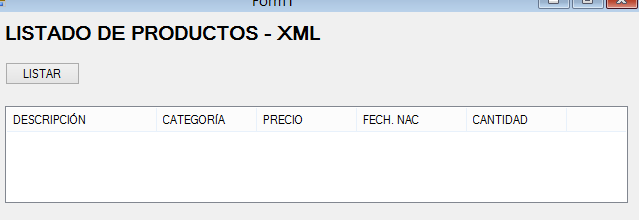 Form1
LISTADO DE PRODUCTOS - XML
LISTAR
DESCRIPCIÓN CATEGORÍA PRECIO FECH. NAC CANTIDAD